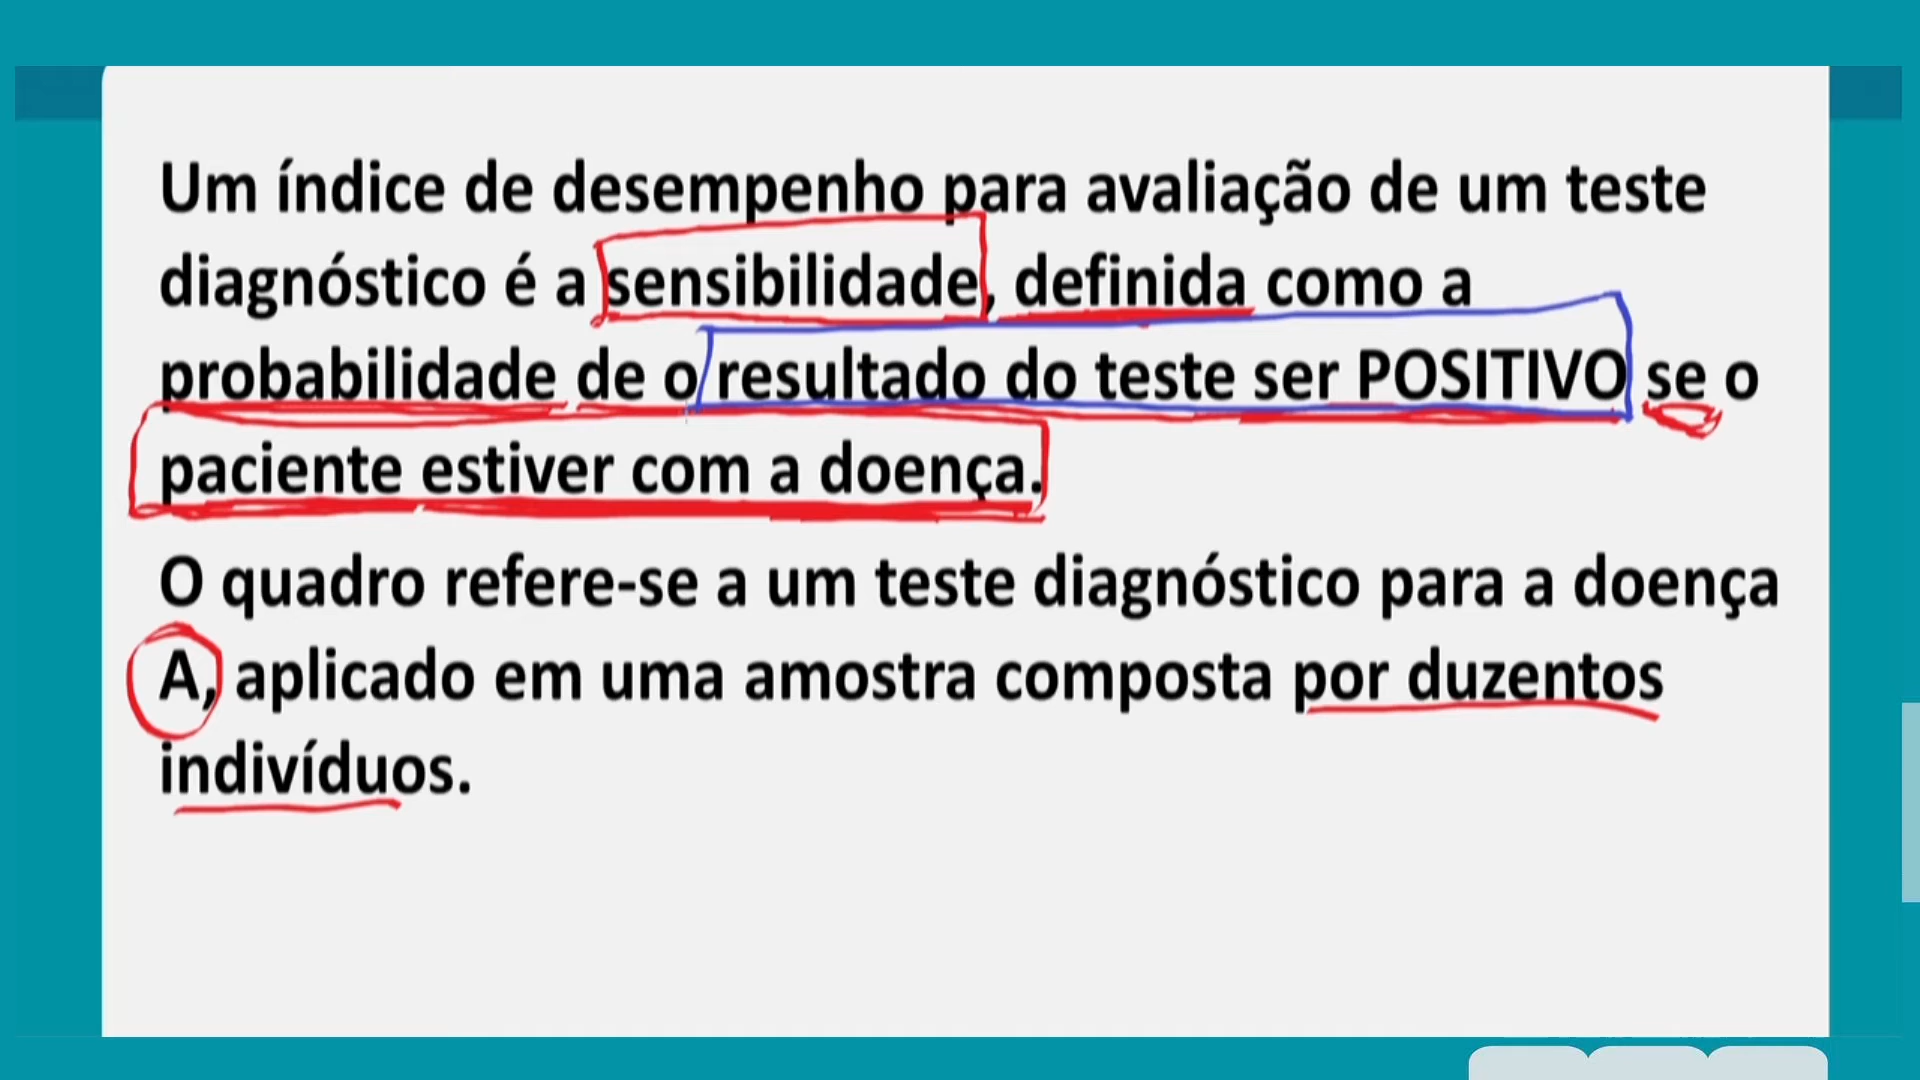 Um índice de desempenho para avaliação de um teste
diagnóstico é a sensibilidade, definida como a
probabilidade de o resultado do teste ser POSITIVO se o
paciente estiver com a doença.
O quadro refere-se a um teste diagnóstico para a doença
A, aplicado em uma amostra composta por duzentos
indivíduos.